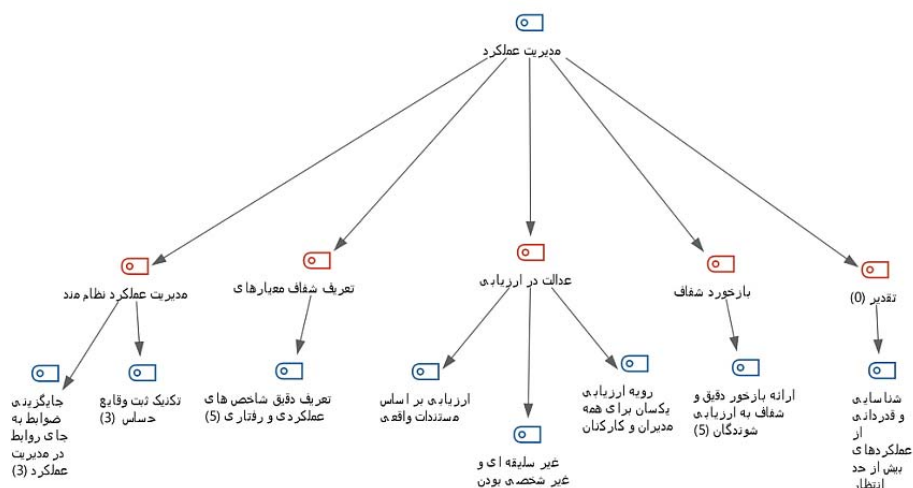 مدیریت عملکرد
مدیریت عملکرد نظام مند
تعریف شفاف معیارهای
عدالت در ارزیابی
بازخورد شفاف
تقدیر (0)
جایگزینی
ضوابط به
جای روابط
در مدیریت
عملکرد (3)
تکنیک ثبت وقایع
حساس (3)
تعریف دقیق شاخص های
عملکردی و رفتاری (5)
ارزیابی بر اساس
مستندات واقعی
غیر سلیقه ای و
غیر شخصی بودن
رویه ارزیابی
یکسان برای همه
مدیران و کارکنان
ارائه بازخور دقیق و
شفاف به ارزیابی
شوندگان (5)
شناسایی
و قدردانی
از
عملکردهای
بیش از حد
انتظار